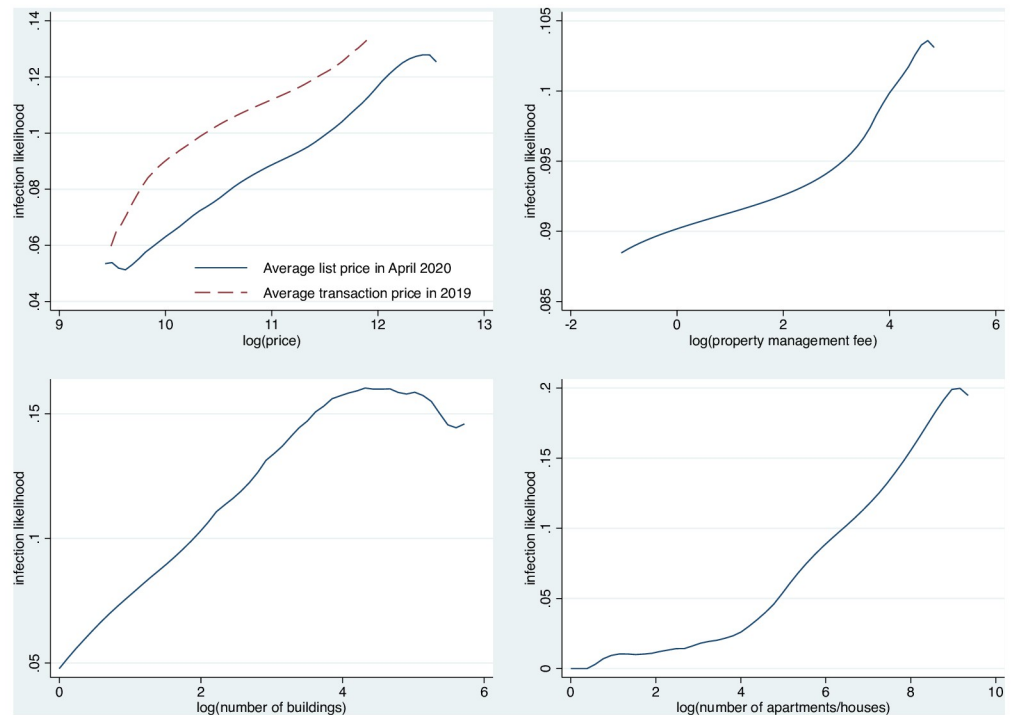 .14
.12
.1
.08
.06
.04
infection likelihood
Average list price in April 2020
Average transaction price in 2019
9 10 11 12 13
log(price)
.105
.1
.095
.09
.085
infection likelihood
-2 0 2 4 6
log(property management fee)
.15
.1
.05
infection likelihood
0 2 4 6
log(number of buildings)
.2
.15
.1
.05
0
infection likelihood
0 2 4 6 8 10
log(number of apartments/houses)